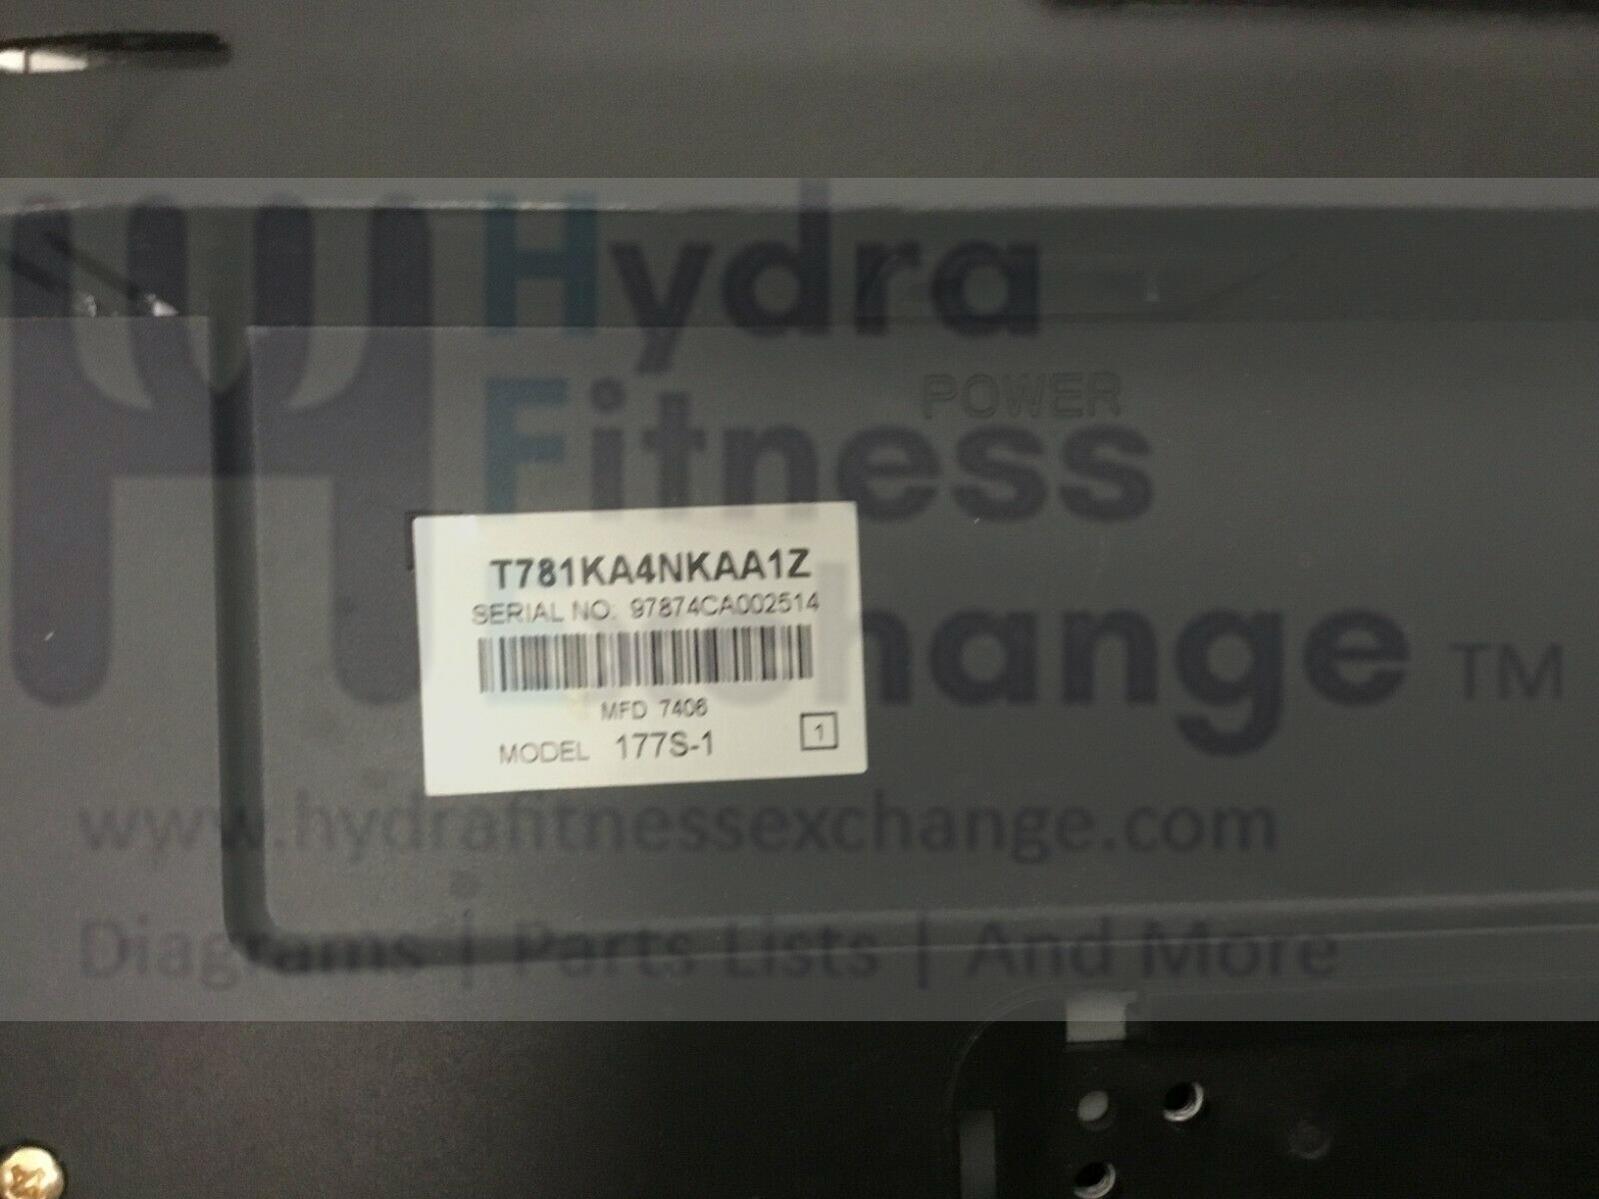 Hydra
Fitness
POWER
Exchange ™
T781KA4NKAA1Z
SERIAL NO: 97874CA002514
MFD 7406
MODEL 177S-1
1
www.hydrafitnessexchange.com
Diagrams | Parts Lists | And More